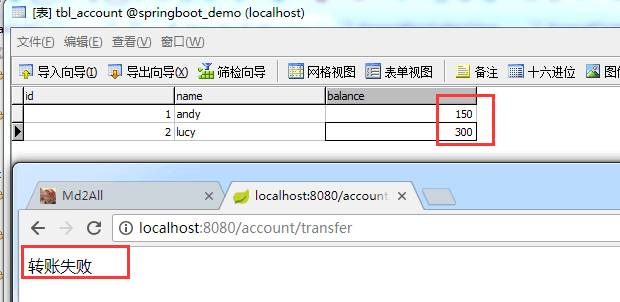 [表] tbl_account @springboot_demo (localhost)
文件(F) 编辑(E) 查看(V) 窗口(W)
导入向导(I) 导出向导(X) 筛检向导 网格视图 表单视图 备注 十六进位
id name balance
1 andy 150
2 lucy 300
Md2All localhost:8080/account
localhost:8080/account/transfer
转账失败